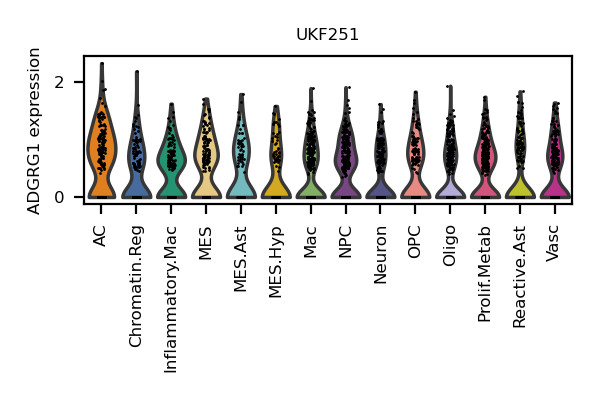 UKF251
ADGRG1 expression
2
0
AC
Chromatin.Reg
Inflammatory.Mac
MES
MES.Ast
MES.Hyp
Mac
NPC
Neuron
OPC
Oligo
Prolif.Metab
Reactive.Ast
Vasc